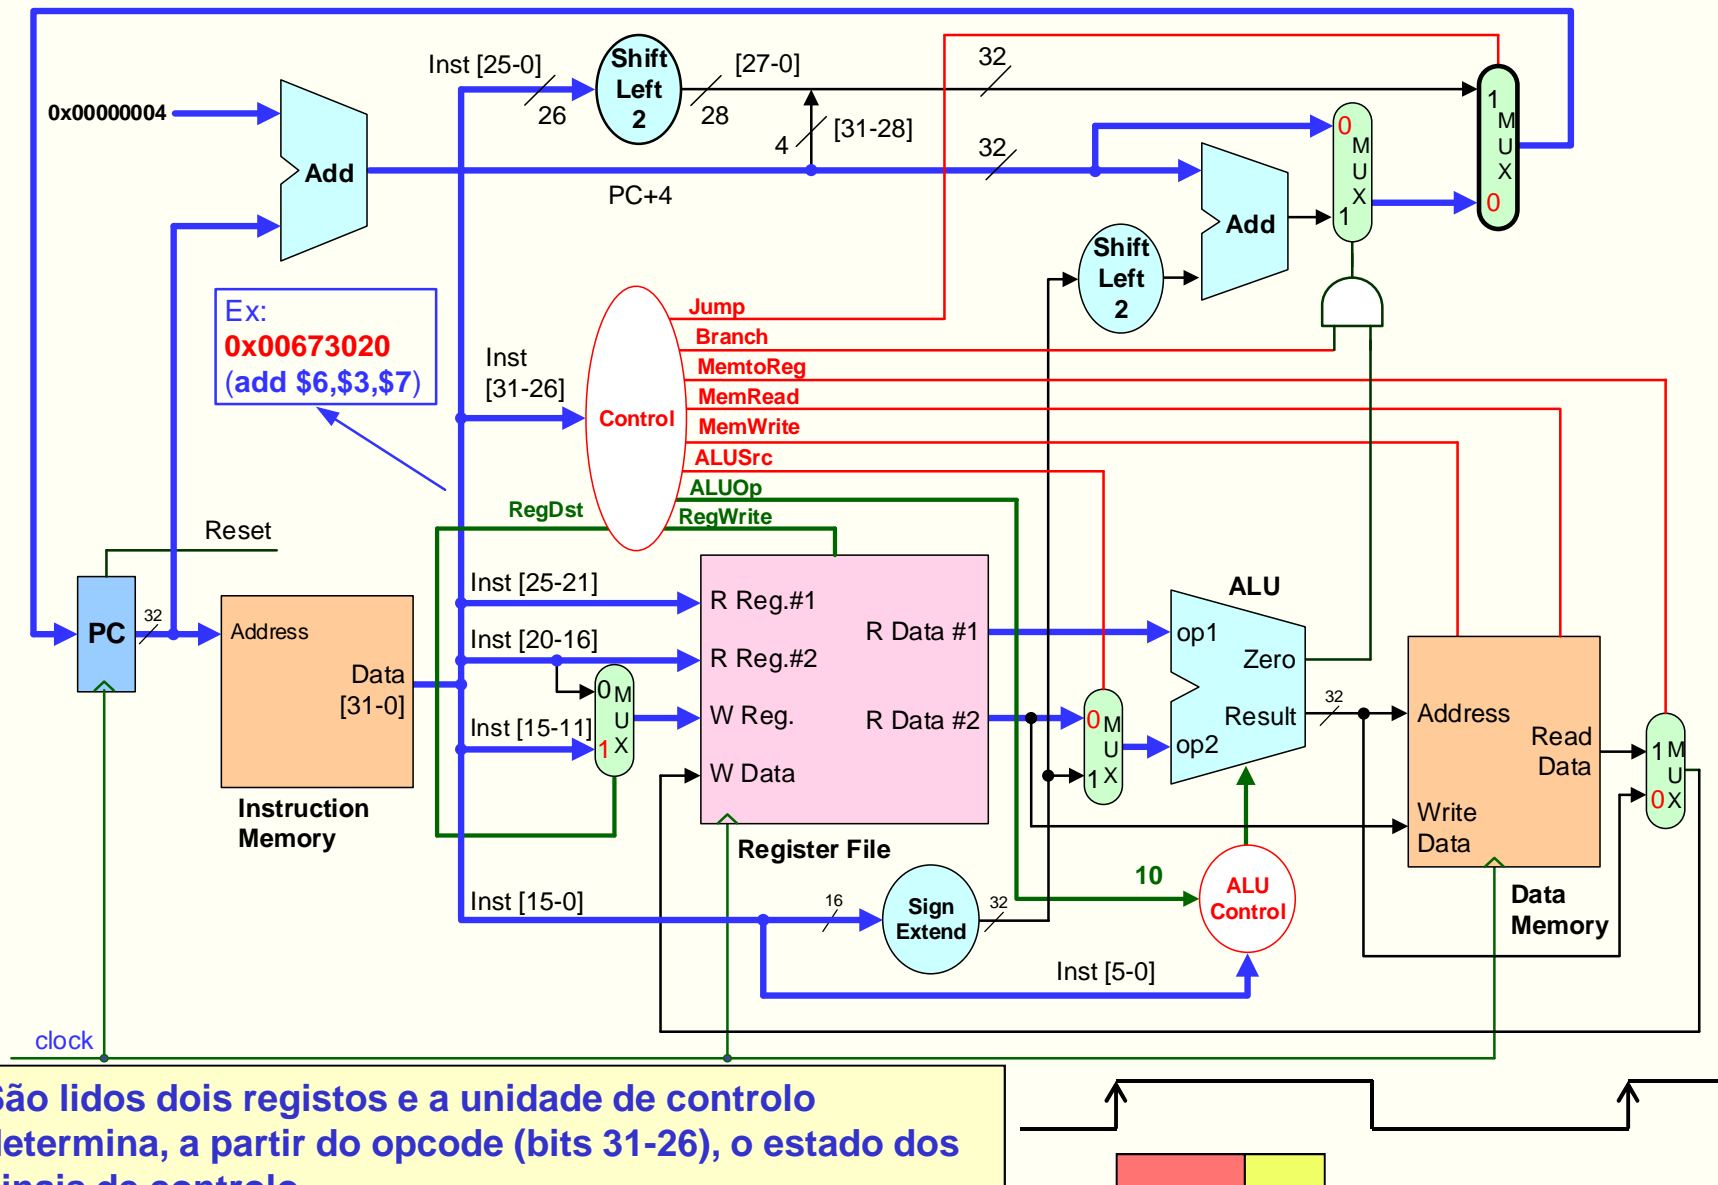 Inst [25-0]
26
Shift
Left
2
[27-0]
28
32
4
[31-28]
0x00000004
Add
PC+4
32
0
M
U
X
1
1
M
U
X
0
Add
Shift
Left
2
Ex:
0x00673020
(add $6,$3,$7)
Inst
[31-26]
Control
Jump
Branch
MemtoReg
MemRead
MemWrite
ALUSrc
ALUOp
RegWrite
RegDst
Reset
PC
32
Address
Data
[31-0]
Instruction
Memory
Inst [25-21]
Inst [20-16]
Inst [15-11]
0
M
U
X
1
R Reg.#1
R Reg.#2
W Reg.
W Data
R Data #1
R Data #2
Register File
0
M
U
X
1
ALU
op1
Zero
Result
op2
32
Address
Read
Data
Write
Data
Data
Memory
1
M
U
X
0
Inst [15-0]
16
Sign
Extend
32
10
ALU
Control
Inst [5-0]
clock
São lidos dois registos e a unidade de controlo
determina, a partir do opcode (bits 31-26), o estado dos